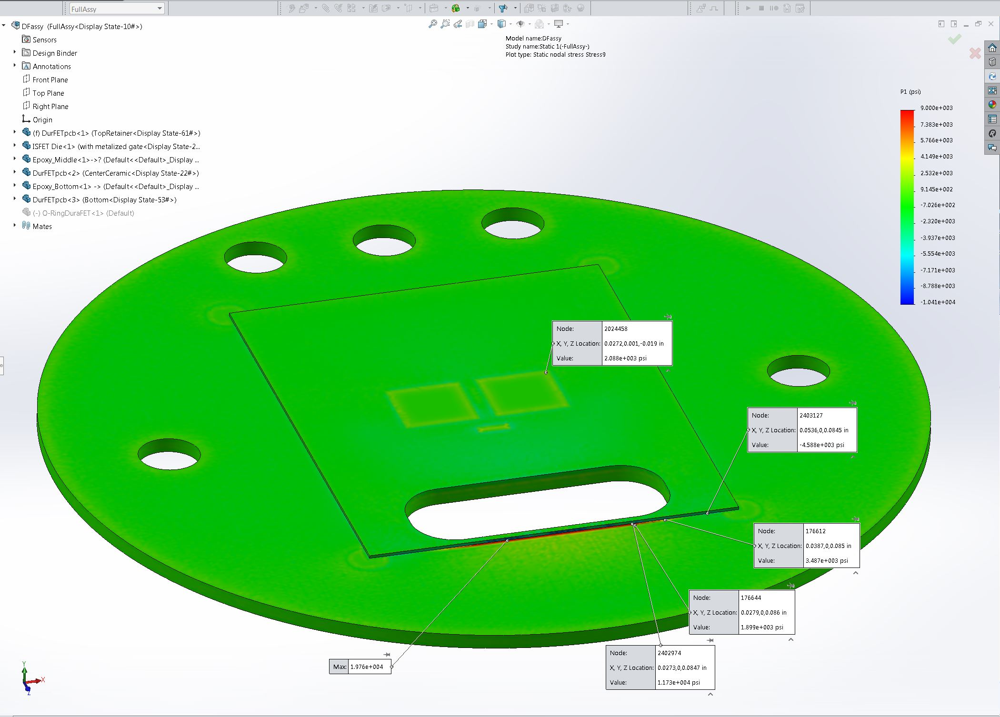 FullAssy
DFassy (FullAssy<Display State-10#>)
Sensors
Design Binder
Annotations
Front Plane
Top Plane
Right Plane
Origin
(f) DurFETpcb<1> (TopRetainer<Display State-61#>)
ISFET Die<1> (with metalized gate<Display State-2...
Epoxy_Middle<1>->? (Default<<Default>_Display ...
DurFETpcb<2> (CenterCeramic<Display State-22#>)
Epoxy_Bottom<1> -> (Default<<Default>_Display ...
DurFETpcb<3> (Bottom<Display State-53#>)
(-) O-RingDuraFET<1> (Default)
Mates
Model name:DFassy
Study name:Static 1(-FullAssy-)
Plot type: Static nodal stress Stress9
P1 (psi)
9.000e+003
7.383e+003
5.766e+003
4.149e+003
2.532e+003
9.145e+002
-7.026e+002
-2.320e+003
-3.937e+003
-5.554e+003
-7.171e+003
-8.788e+003
-1.041e+004
Node: 2024458
X, Y, Z Location: 0.0272,0.001,-0.019 in
Value: 2.088e+003 psi
Node: 2403127
X, Y, Z Location: 0.0536,0,0.0845 in
Value: -4.588e+003 psi
Node: 176612
X, Y, Z Location: 0.0387,0,0.085 in
Value: 3.487e+003 psi
Node: 176644
X, Y, Z Location: 0.0279,0,0.086 in
Value: 1.899e+003 psi
Node: 2402974
X, Y, Z Location: 0.0273,0,0.0847 in
Value: 1.173e+004 psi
Max: 1.976e+004
Y
X
Z